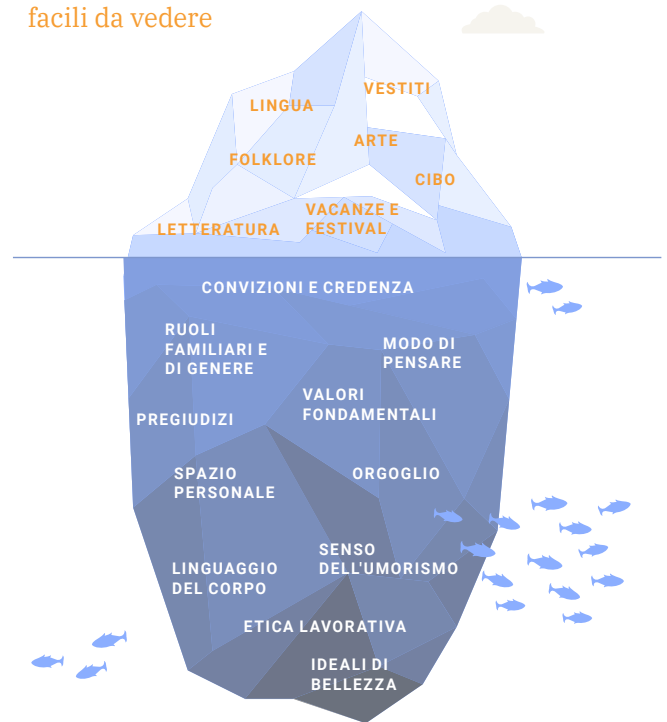 facili da vedere
VESTITI
LINGUA
ARTE
FOLKLORE
CIBO
VACANZE E
FESTIVAL
LETTERATURA
CONVIZIONI E CREDENZA
RUOLI
FAMILIARI E
DI GENERE
MODO DI
PENSARE
VALORI
FONDAMENTALI
PREGIUDIZI
SPAZIO
PERSONALE
ORGOGLIO
SENSO
DELL'UMORISMO
LINGUAGGIO
DEL CORPO
ETICA LAVORATIVA
IDEALI DI
BELLEZZA